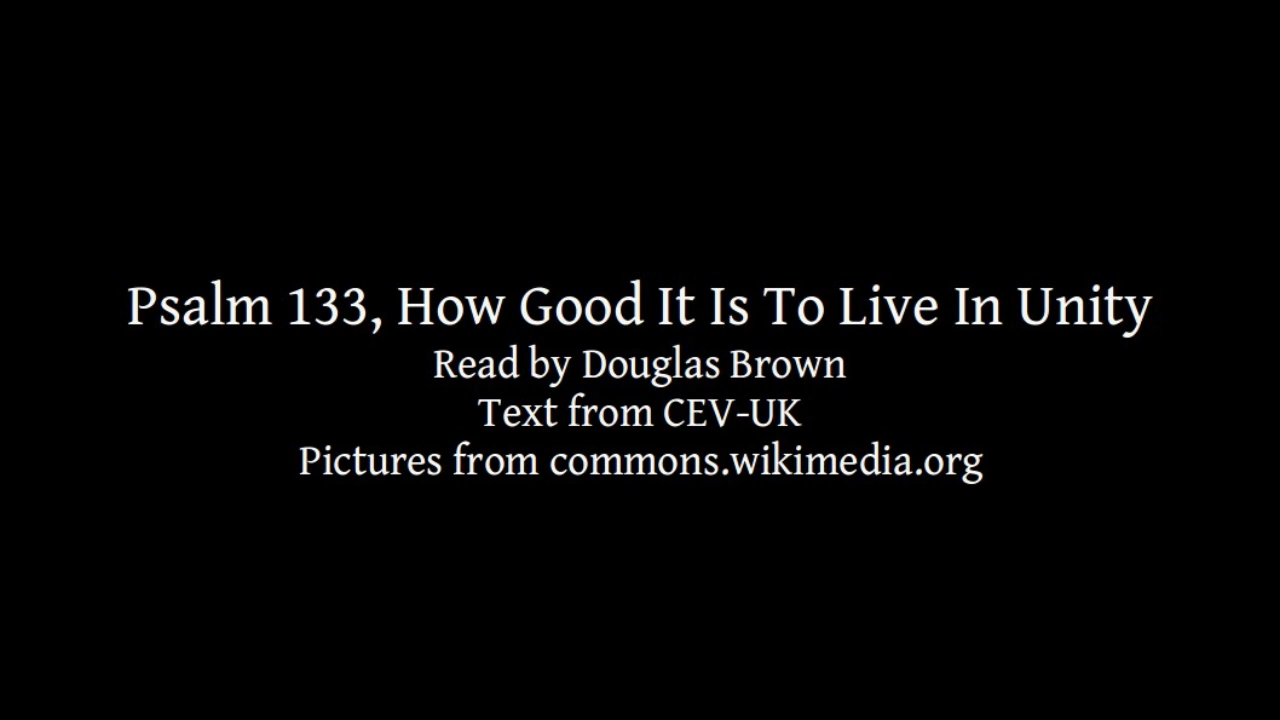 Psalm 133, How Good It Is To Live In Unity
Read by Douglas Brown
Text from CEV-UK
Pictures from commons.wikimedia.org